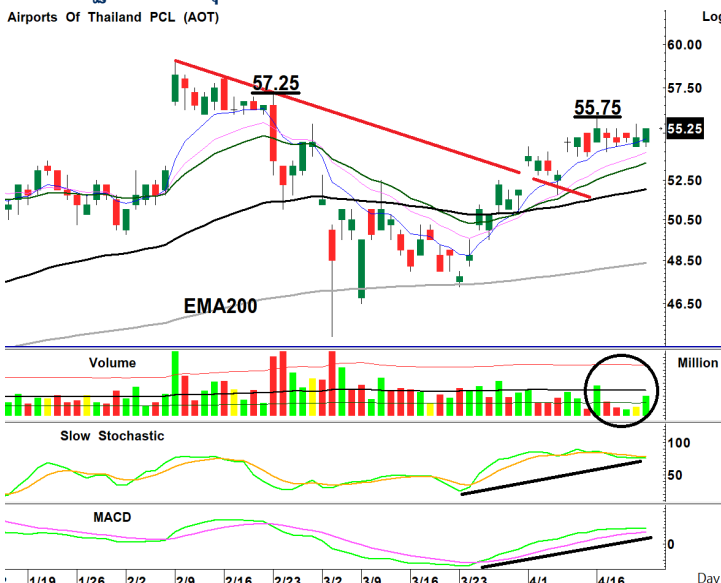 Airports Of Thailand PCL (AOT)
Log
60.00
57.50
57.25
55.75
55.25
52.50
50.50
48.50
EMA200
46.50
Volume
Million
Slow Stochastic
100
50
MACD
0
1/19 1/26 2/2 2/9 2/16 2/23 3/2 3/9 3/16 3/23 4/1 4/16 Day